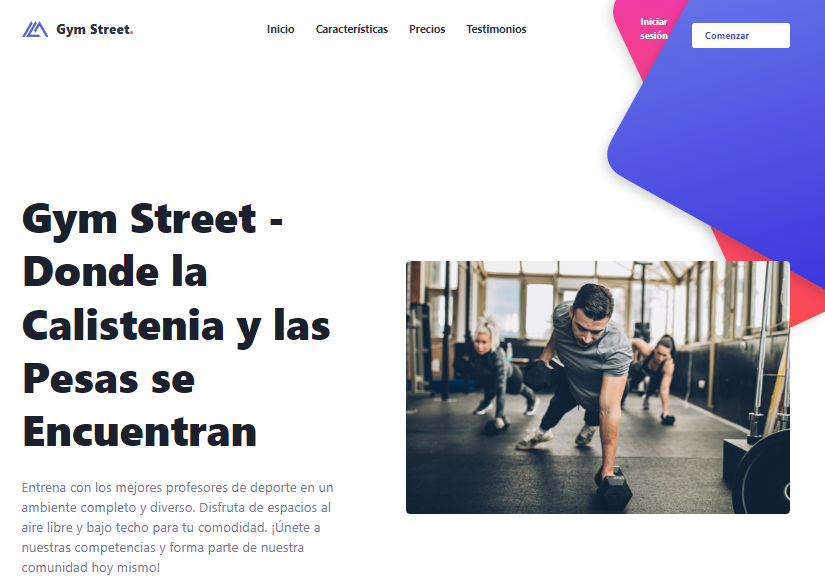 Gym Street.
Inicio
Características
Precios
Testimonios
Iniciar
sesión
Comenzar
Gym Street -
Donde la
Calistenia y las
Pesas se
Encuentran
Entrena con los mejores profesores de deporte en un
ambiente completo y diverso. Disfruta de espacios al
aire libre y bajo techo para tu comodidad. ¡Únete a
nuestras competencias y forma parte de nuestra
comunidad hoy mismo!